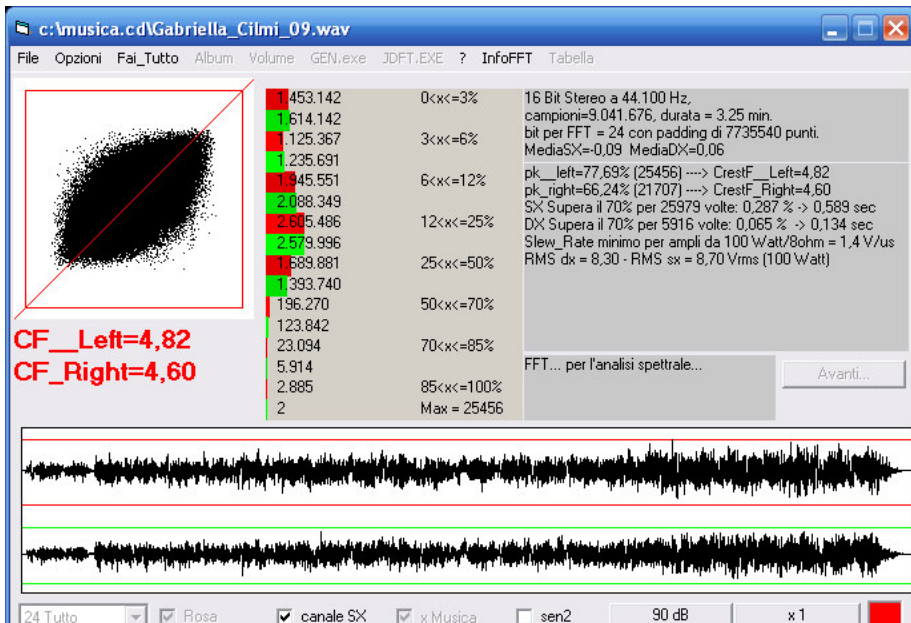 c:\musica.cd\Gabriella_Cilmi_09.wav
File Opzioni Fai_Tutto Album Volume GEN.exe JDFT.EXE ? InfoFFT Tabella
1.453.142 0<x<=3%
1.614.142
1.125.367 3<x<=6%
1.235.691
1.945.551 6<x<=12%
2.088.349
2.605.486 12<x<=25%
2.579.996
1.689.881 25<x<=50%
1.393.740
196.270 50<x<=70%
123.842
23.094 70<x<=85%
5.914
2.885 85<x<=100%
2 Max = 25456
16 Bit Stereo a 44.100 Hz,
campioni=9.041.676, durata = 3.25 min.
bit per FFT = 24 con padding di 7735540 punti.
MediaSX=-0,09 MediaDX=0,06
pk__left=77,69% (25456) ----> CrestF__Left=4,82
pk_right=66,24% (21707) ----> CrestF_Right=4,60
SX Supera il 70% per 25979 volte: 0,287 % -> 0,589 sec
DX Supera il 70% per 5916 volte: 0,065 % -> 0,134 sec
Slew_Rate minimo per ampli da 100 Watt/8ohm = 1,4 V/us
RMS dx = 8,30 - RMS sx = 8,70 Vrms (100 Watt)
CF__Left=4,82
CF_Right=4,60
FFT... per l'analisi spettrale...
Avanti...
24 Tutto Rosa canale SX x Musica sen2 90 dB x 1